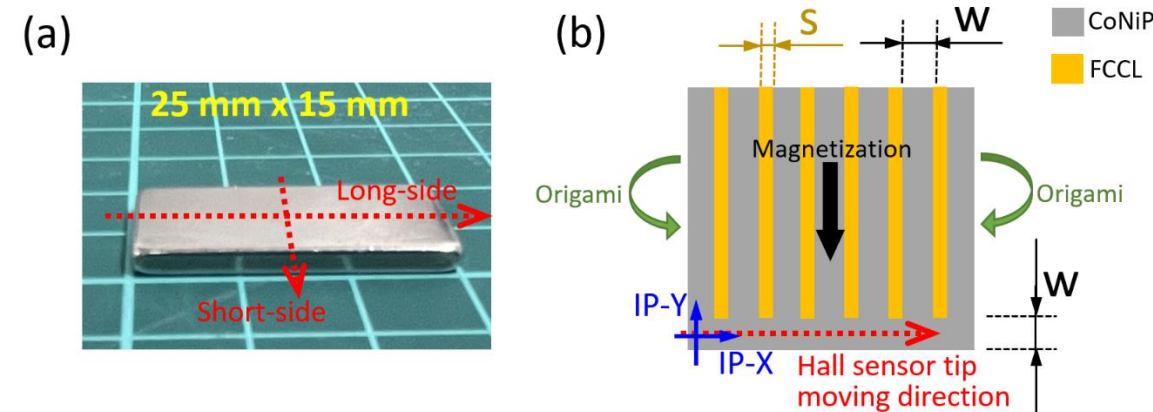 (a)
25 mm x 15 mm
Long-side
Short-side
(b)
S
W
CoNiP
FCCL
Magnetization
Origami
Origami
W
IP-Y
IP-X
Hall sensor tip
moving direction